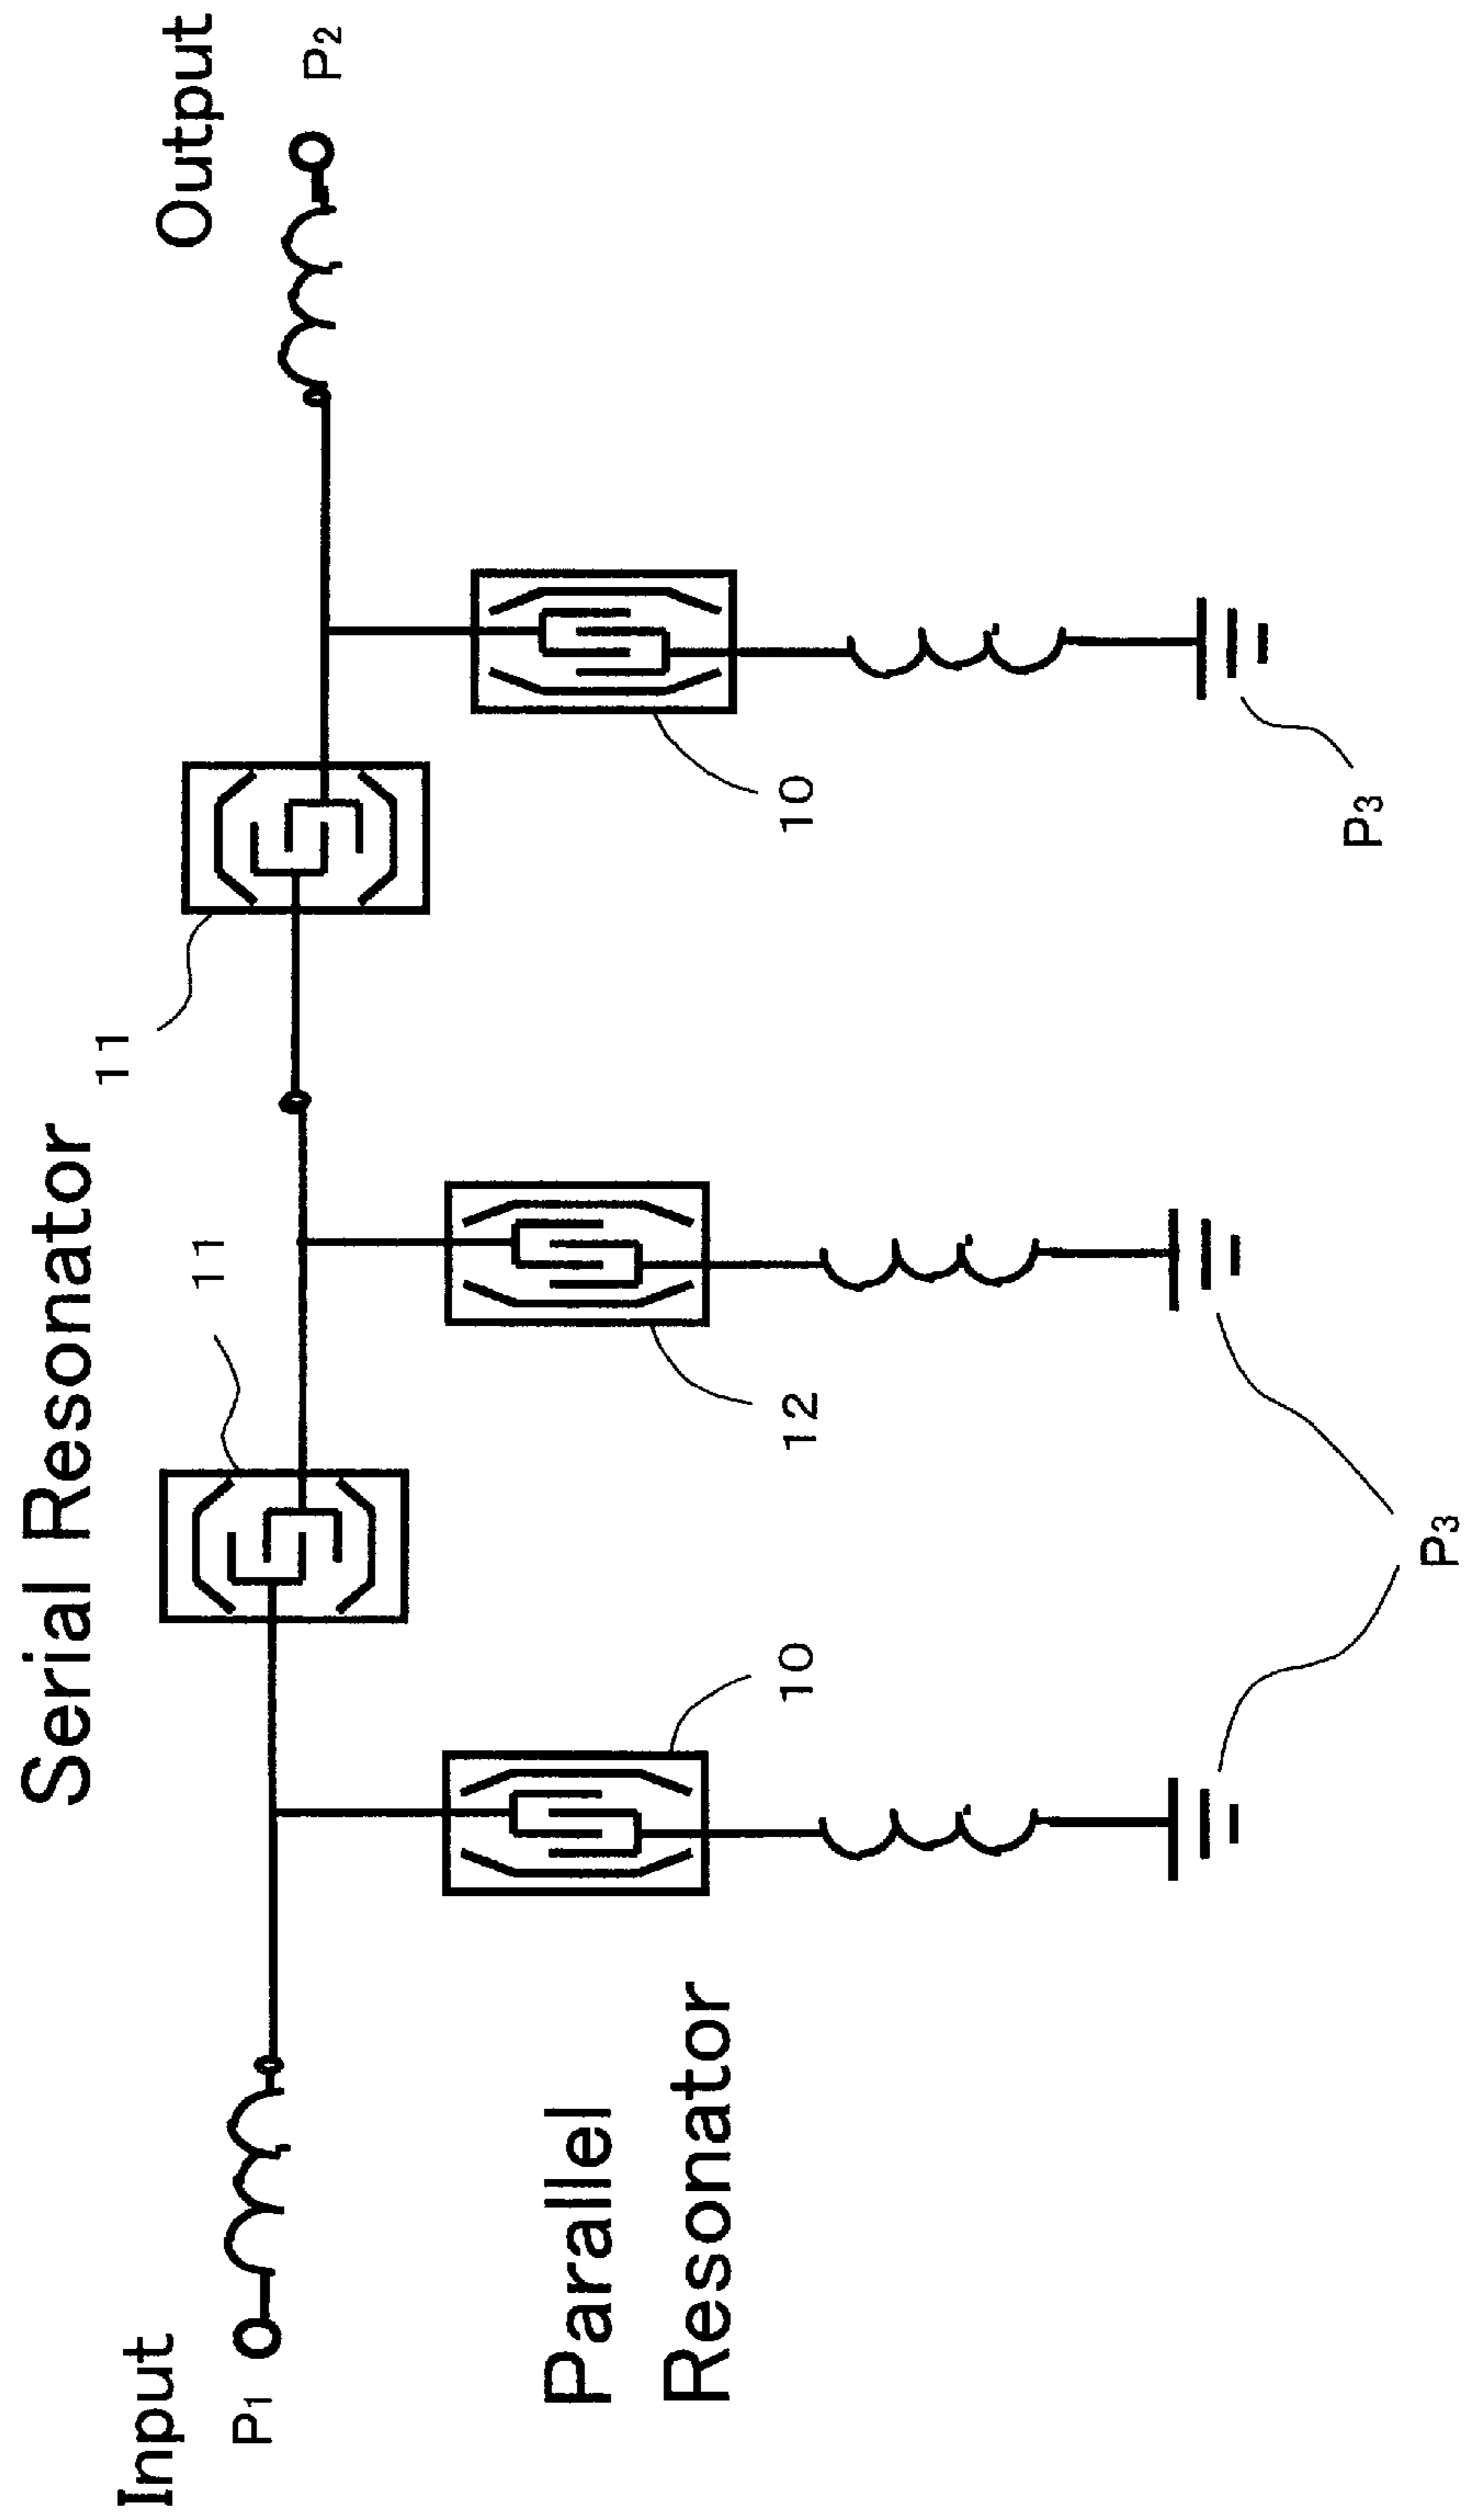 Serial Resonator
Input
Output
P1
P2
11
11
Parallel
Resonator
10
12
10
P3
P3